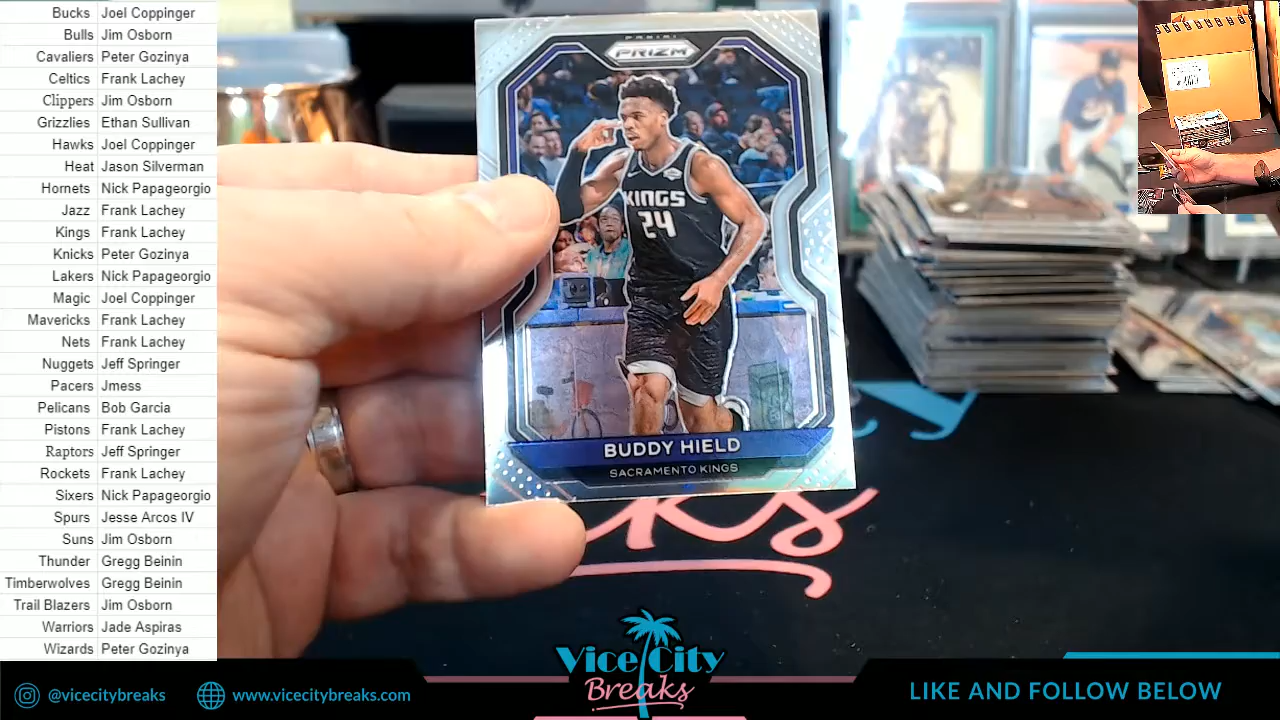 Bucks Joel Coppinger
Bulls Jim Osborn
Cavaliers Peter Gozinya
Celtics Frank Lachey
Clippers Jim Osborn
Grizzlies Ethan Sullivan
Hawks Joel Coppinger
Heat Jason Silverman
Hornets Nick Papageorgio
Jazz Frank Lachey
Kings Frank Lachey
Knicks Peter Gozinya
Lakers Nick Papageorgio
Magic Joel Coppinger
Mavericks Frank Lachey
Nets Frank Lachey
Nuggets Jeff Springer
Pacers Jmess
Pelicans Bob Garcia
Pistons Frank Lachey
Raptors Jeff Springer
Rockets Frank Lachey
Sixers Nick Papageorgio
Spurs Jesse Arcos IV
Suns Jim Osborn
Thunder Gregg Beinin
Timberwolves Gregg Beinin
Trail Blazers Jim Osborn
Warriors Jade Aspiras
Wizards Peter Gozinya
PANINI
PRIZM
KINGS
24
BUDDY HIELD
SACRAMENTO KINGS
@vicecitybreaks
www.vicecitybreaks.com
Vice City
Breaks
LIKE AND FOLLOW BELOW